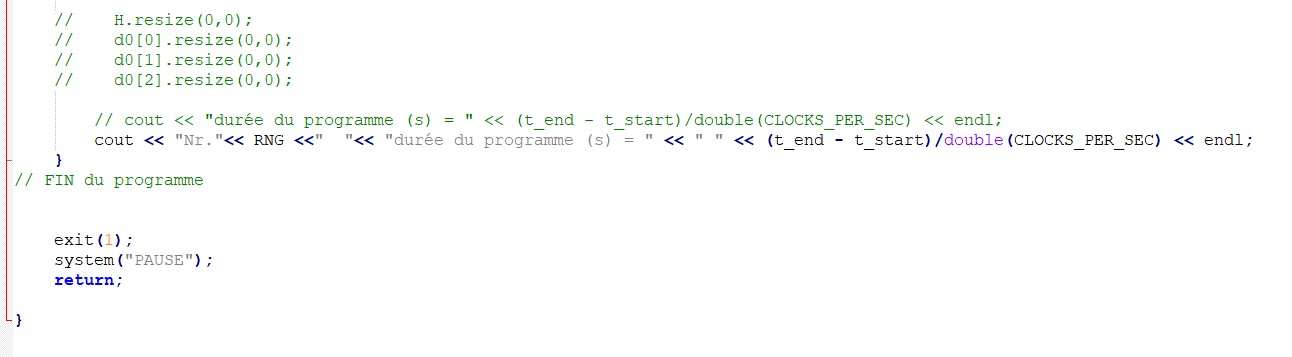 //    H.resize(0,0);
//    d0[0].resize(0,0);
//    d0[1].resize(0,0);
//    d0[2].resize(0,0);
// cout << "durée du programme (s) = " << (t_end - t_start)/double(CLOCKS_PER_SEC) << endl;
cout << "Nr."<< RNG <<"  "<< "durée du programme (s) = " << " " << (t_end - t_start)/double(CLOCKS_PER_SEC) << endl;
}
// FIN du programme
exit(1);
system("PAUSE");
return;
}